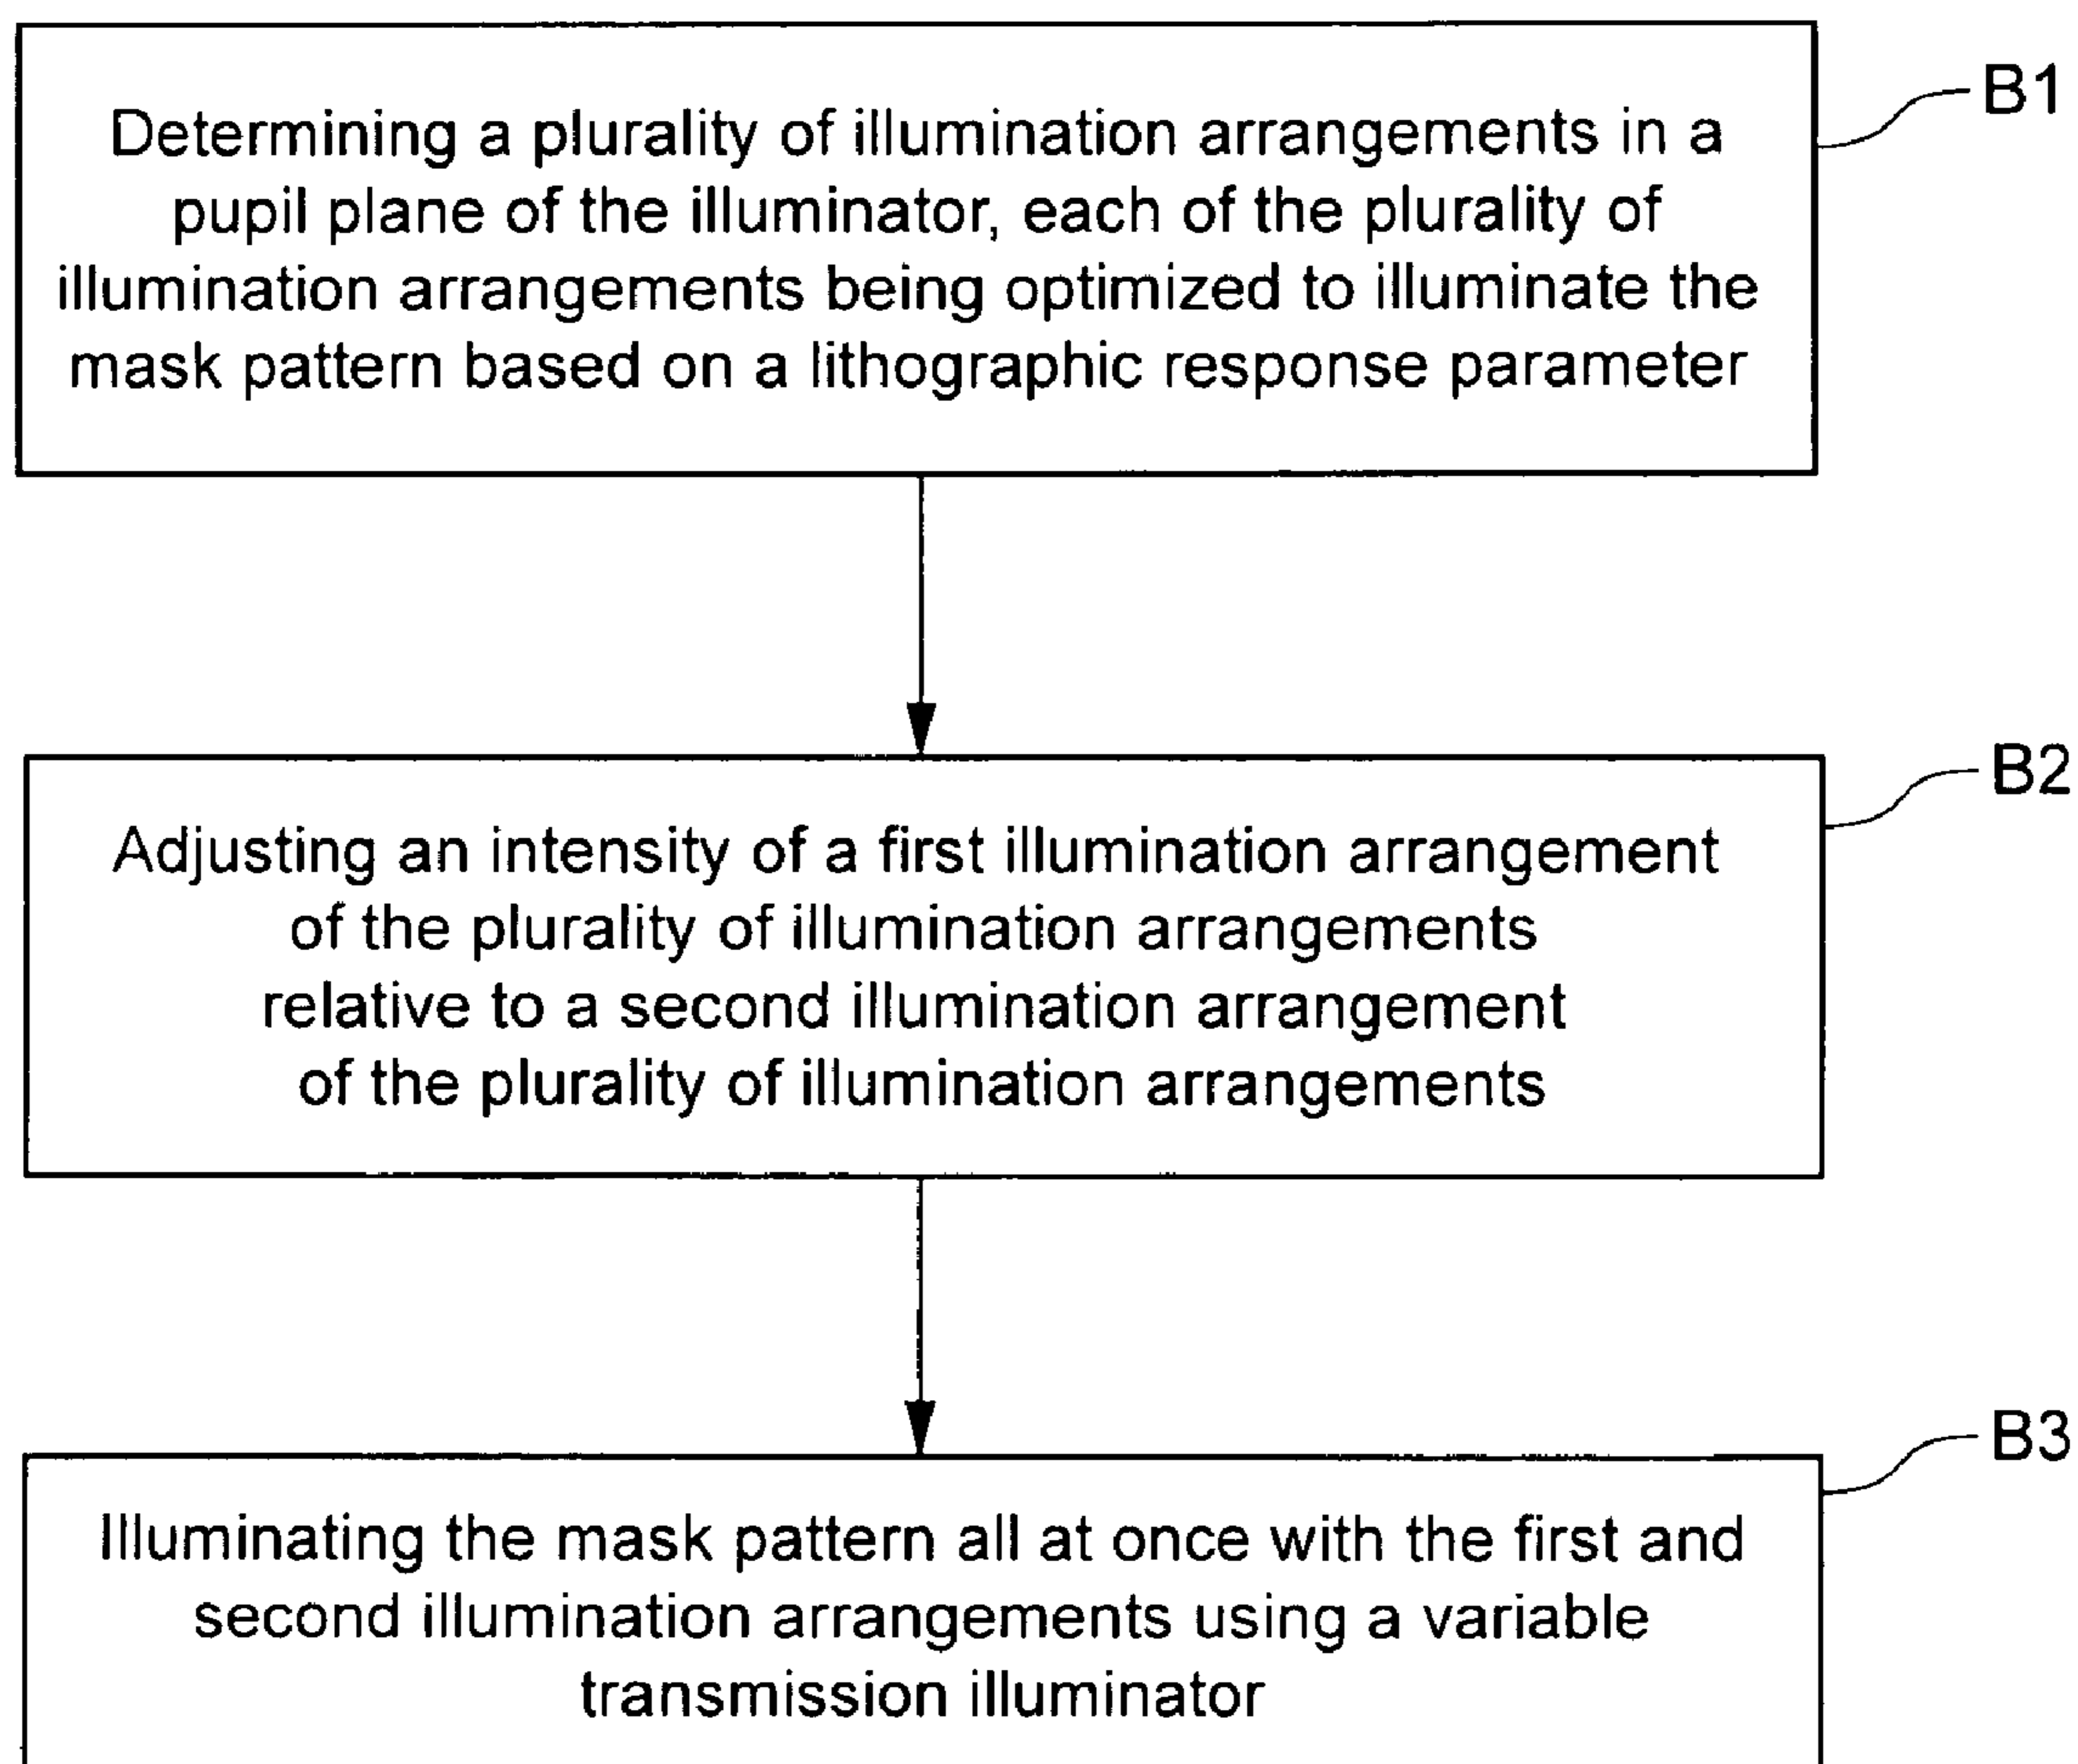 Determining a plurality of illumination arrangements in a
pupil plane of the illuminator, each of the plurality of
illumination arrangements being optimized to illuminate the
mask pattern based on a lithographic response parameter
B1
Adjusting an intensity of a first illumination arrangement
of the plurality of illumination arrangements
relative to a second illumination arrangement
of the plurality of illumination arrangements
B2
Illuminating the mask pattern all at once with the first and
second illumination arrangements using a variable
transmission illuminator
B3